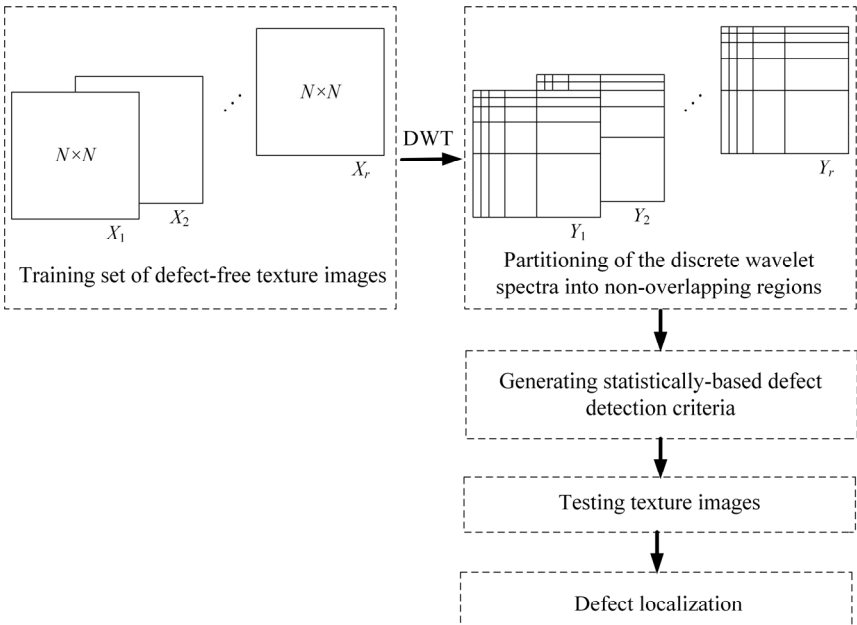 N×N
N×N
X1
X2
Xr
Training set of defect-free texture images
DWT
Y1
Y2
Yr
Partitioning of the discrete wavelet
spectra into non-overlapping regions
Generating statistically-based defect
detection criteria
Testing texture images
Defect localization